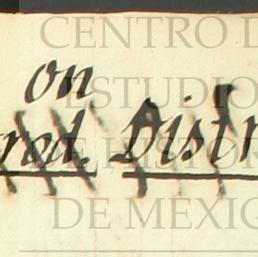 CENTRO D
on
ESTUDIO
red. Distr
DE HISTOR
DE MEXIC